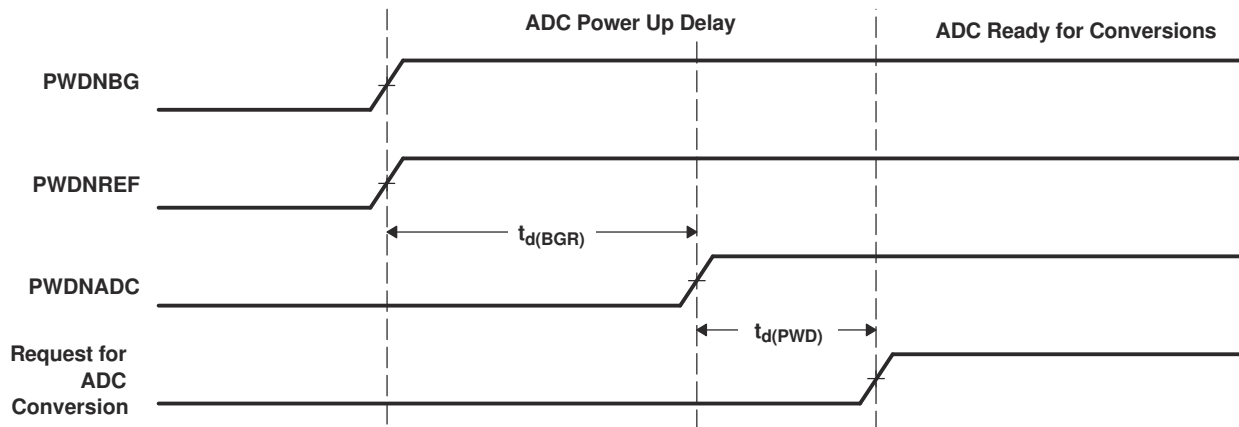 ADC Power Up Delay
ADC Ready for Conversions
PWDNBG
PWDNREF
td(BGR)
PWDNADC
td(PWD)
Request for
ADC
Conversion